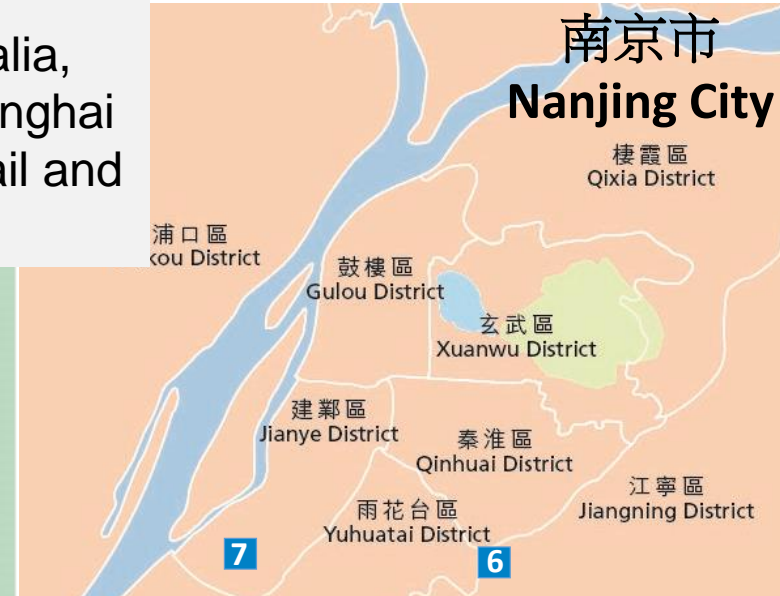 alia,
nghai
ail and
南京市
Nanjing City
棲霞區
Qixia District
浦口區
kou District
鼓樓區
Gulou District
玄武區
Xuanwu District
建鄴區
Jianye District
秦淮區
Qinhuai District
江寧區
Jiangning District
雨花台區
Yuhuatai District
7
6